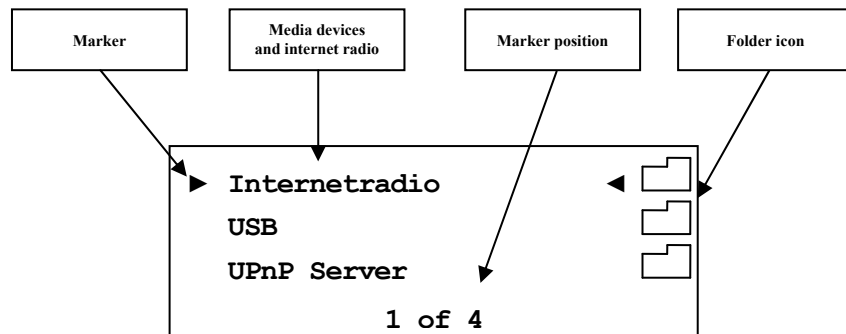 Marker
Media devices
and internet radio
Marker position
Folder icon
Internetradio
USB
UPnP Server
1 of 4